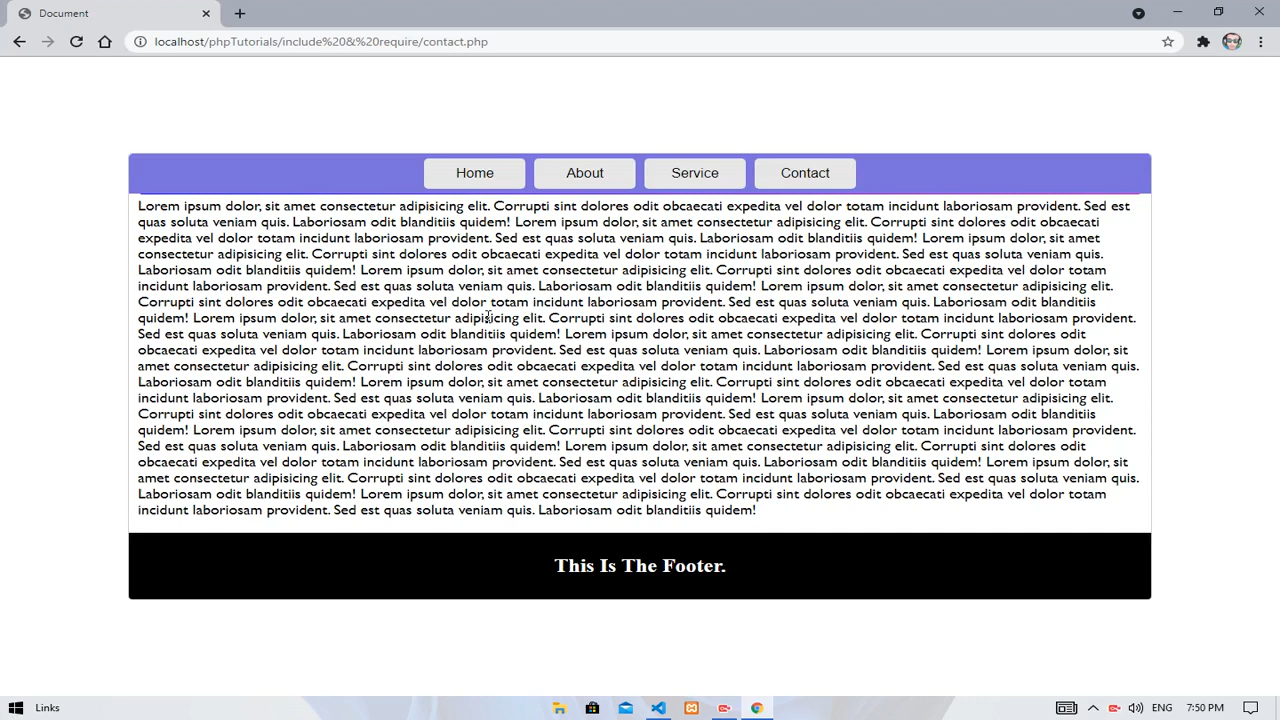 Document
localhost/phpTutorials/include%20&%20require/contact.php
Home About Service Contact
Lorem ipsum dolor, sit amet consectetur adipisicing elit. Corrupti sint dolores odit obcaecati expedita vel dolor totam incidunt laboriosam provident. Sed est
quas soluta veniam quis. Laboriosam odit blanditiis quidem! Lorem ipsum dolor, sit amet consectetur adipisicing elit. Corrupti sint dolores odit obcaecati
expedita vel dolor totam incidunt laboriosam provident. Sed est quas soluta veniam quis. Laboriosam odit blanditiis quidem! Lorem ipsum dolor, sit amet
consectetur adipisicing elit. Corrupti sint dolores odit obcaecati expedita vel dolor totam incidunt laboriosam provident. Sed est quas soluta veniam quis.
Laboriosam odit blanditiis quidem! Lorem ipsum dolor, sit amet consectetur adipisicing elit. Corrupti sint dolores odit obcaecati expedita vel dolor totam
incidunt laboriosam provident. Sed est quas soluta veniam quis. Laboriosam odit blanditiis quidem! Lorem ipsum dolor, sit amet consectetur adipisicing elit.
Corrupti sint dolores odit obcaecati expedita vel dolor totam incidunt laboriosam provident. Sed est quas soluta veniam quis. Laboriosam odit blanditiis
quidem! Lorem ipsum dolor, sit amet consectetur adipisicing elit. Corrupti sint dolores odit obcaecati expedita vel dolor totam incidunt laboriosam provident.
Sed est quas soluta veniam quis. Laboriosam odit blanditiis quidem! Lorem ipsum dolor, sit amet consectetur adipisicing elit. Corrupti sint dolores odit
obcaecati expedita vel dolor totam incidunt laboriosam provident. Sed est quas soluta veniam quis. Laboriosam odit blanditiis quidem! Lorem ipsum dolor, sit
amet consectetur adipisicing elit. Corrupti sint dolores odit obcaecati expedita vel dolor totam incidunt laboriosam provident. Sed est quas soluta veniam quis.
Laboriosam odit blanditiis quidem! Lorem ipsum dolor, sit amet consectetur adipisicing elit. Corrupti sint dolores odit obcaecati expedita vel dolor totam
incidunt laboriosam provident. Sed est quas soluta veniam quis. Laboriosam odit blanditiis quidem! Lorem ipsum dolor, sit amet consectetur adipisicing elit.
Corrupti sint dolores odit obcaecati expedita vel dolor totam incidunt laboriosam provident. Sed est quas soluta veniam quis. Laboriosam odit blanditiis
quidem! Lorem ipsum dolor, sit amet consectetur adipisicing elit. Corrupti sint dolores odit obcaecati expedita vel dolor totam incidunt laboriosam provident.
Sed est quas soluta veniam quis. Laboriosam odit blanditiis quidem! Lorem ipsum dolor, sit amet consectetur adipisicing elit. Corrupti sint dolores odit
obcaecati expedita vel dolor totam incidunt laboriosam provident. Sed est quas soluta veniam quis. Laboriosam odit blanditiis quidem! Lorem ipsum dolor, sit
amet consectetur adipisicing elit. Corrupti sint dolores odit obcaecati expedita vel dolor totam incidunt laboriosam provident. Sed est quas soluta veniam quis.
Laboriosam odit blanditiis quidem! Lorem ipsum dolor, sit amet consectetur adipisicing elit. Corrupti sint dolores odit obcaecati expedita vel dolor totam
incidunt laboriosam provident. Sed est quas soluta veniam quis. Laboriosam odit blanditiis quidem!
This Is The Footer.
Links ENG 7:50 PM